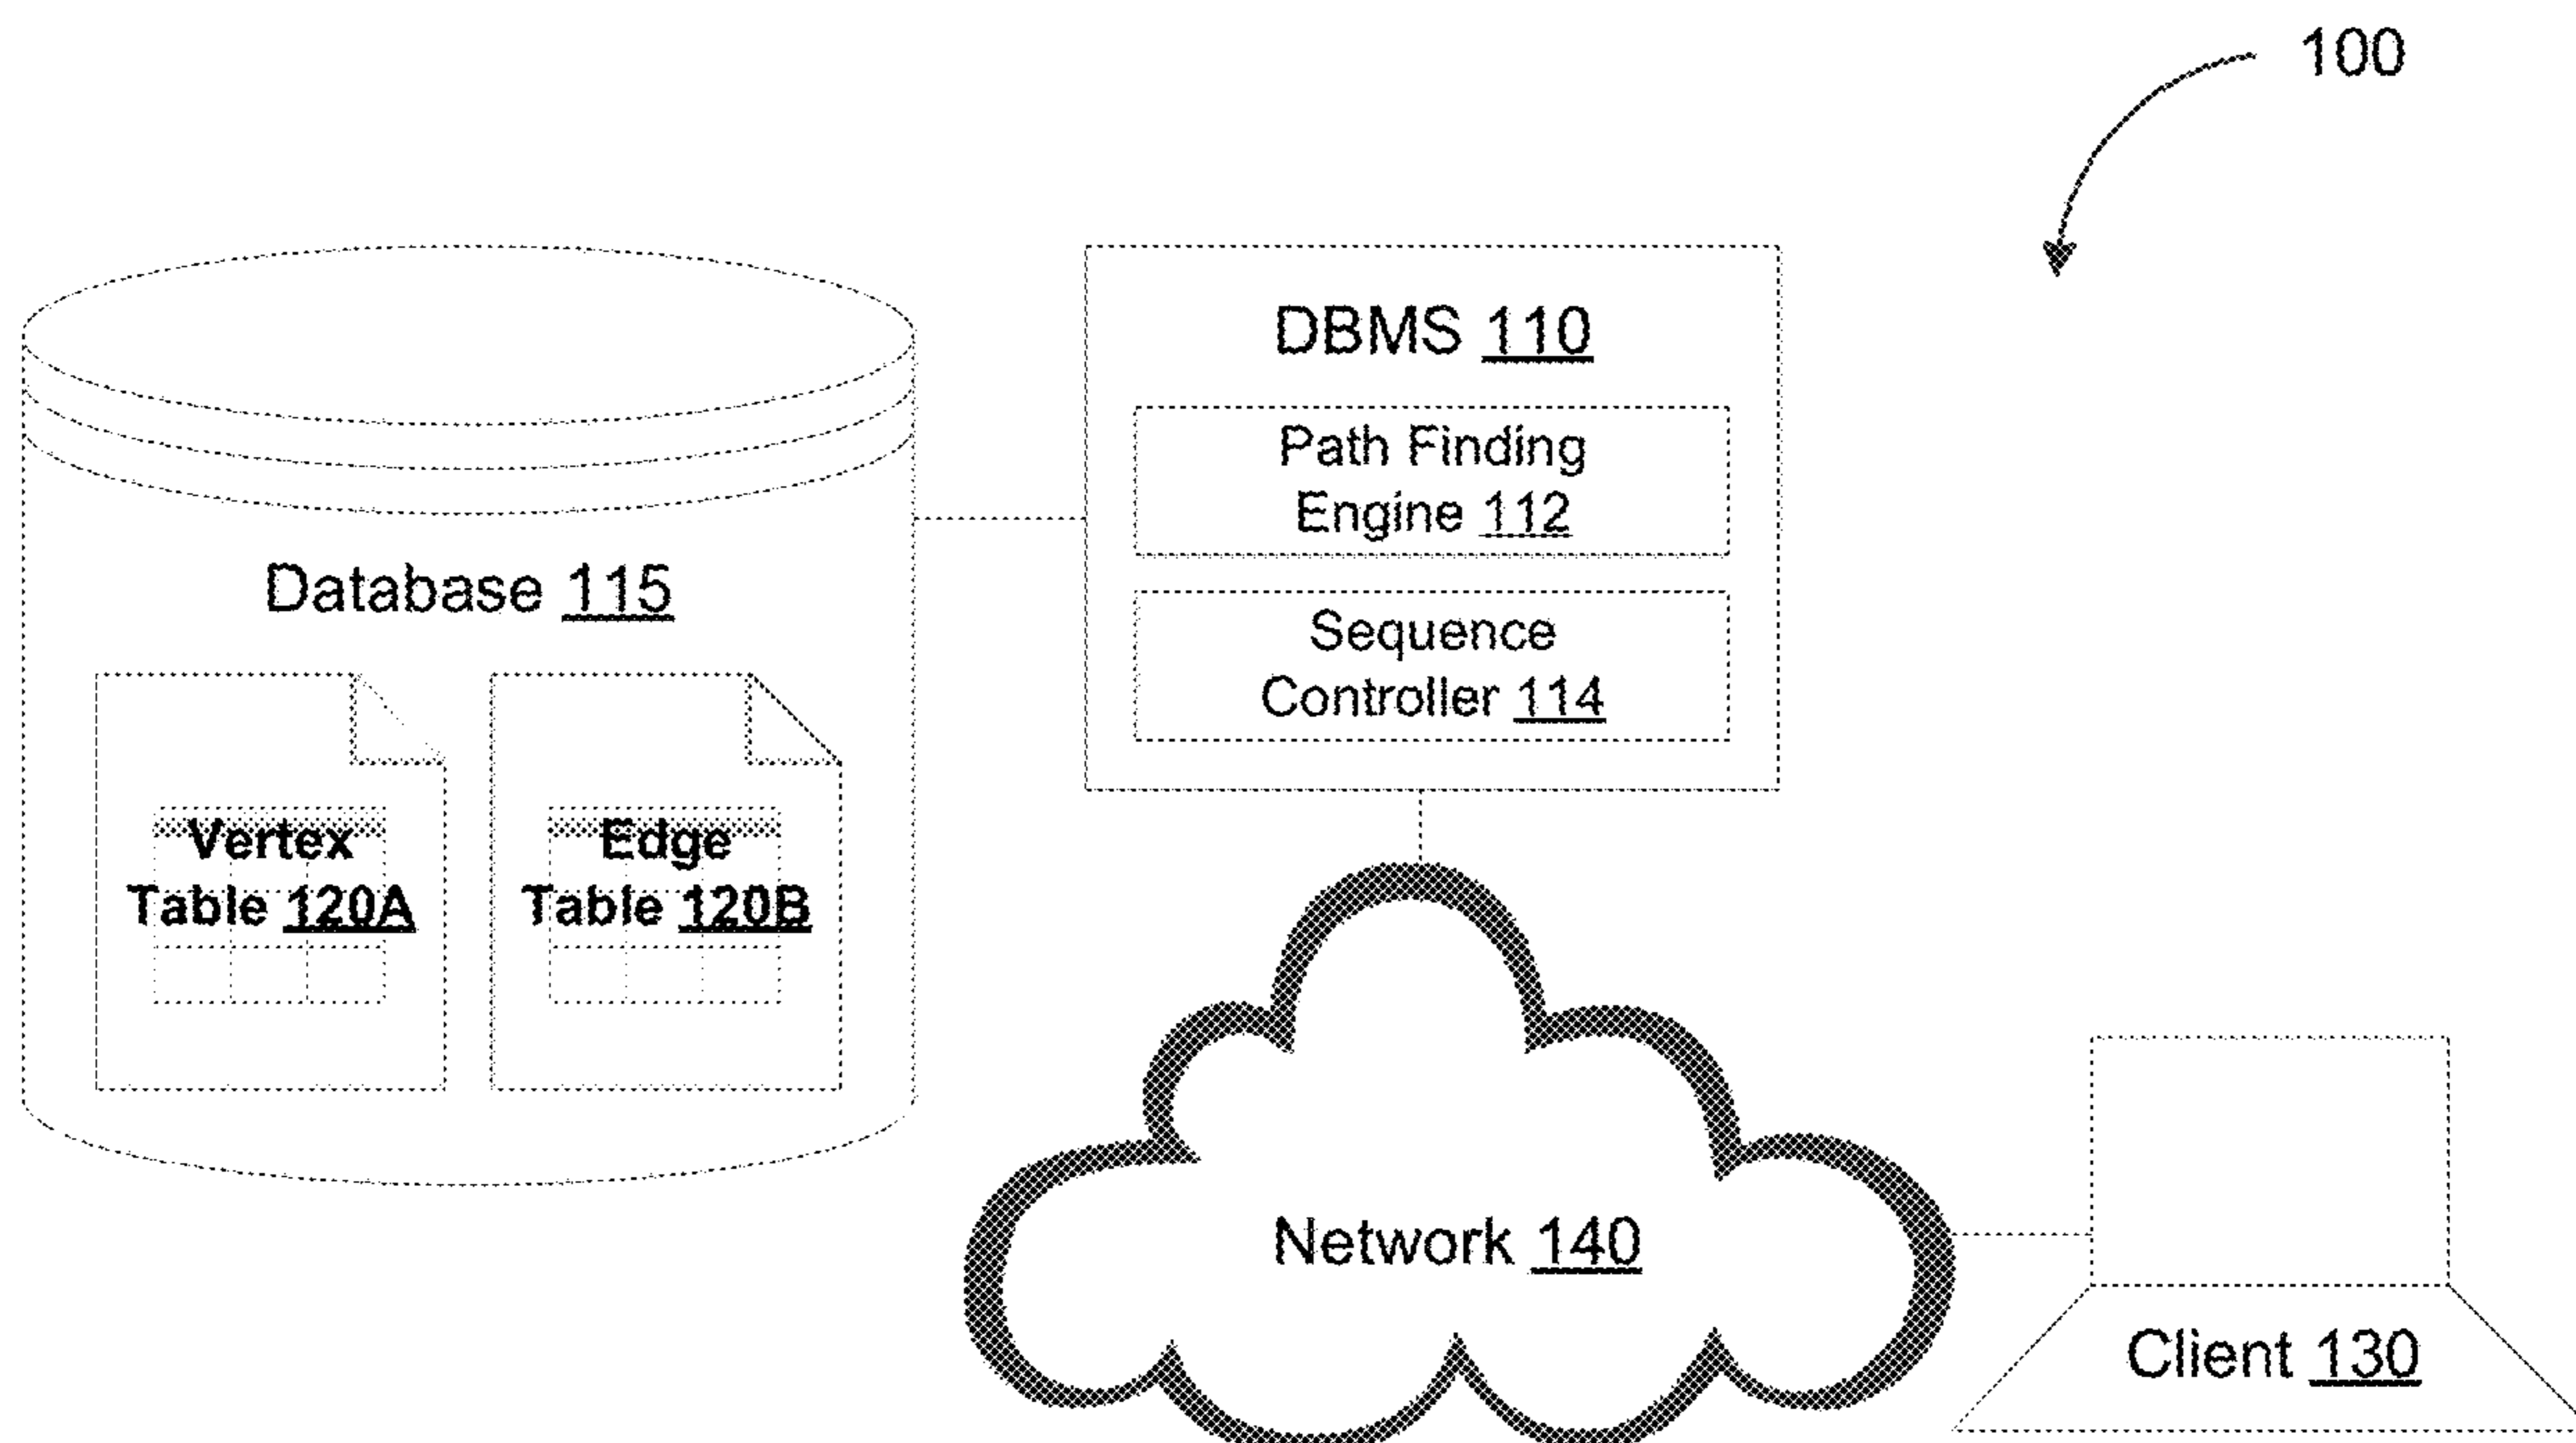 100
DBMS 110
Path Finding
Engine 112
Sequence
Controller 114
Database 115
Vertex
Table 120A
Edge
Table 120B
Network 140
Client 130